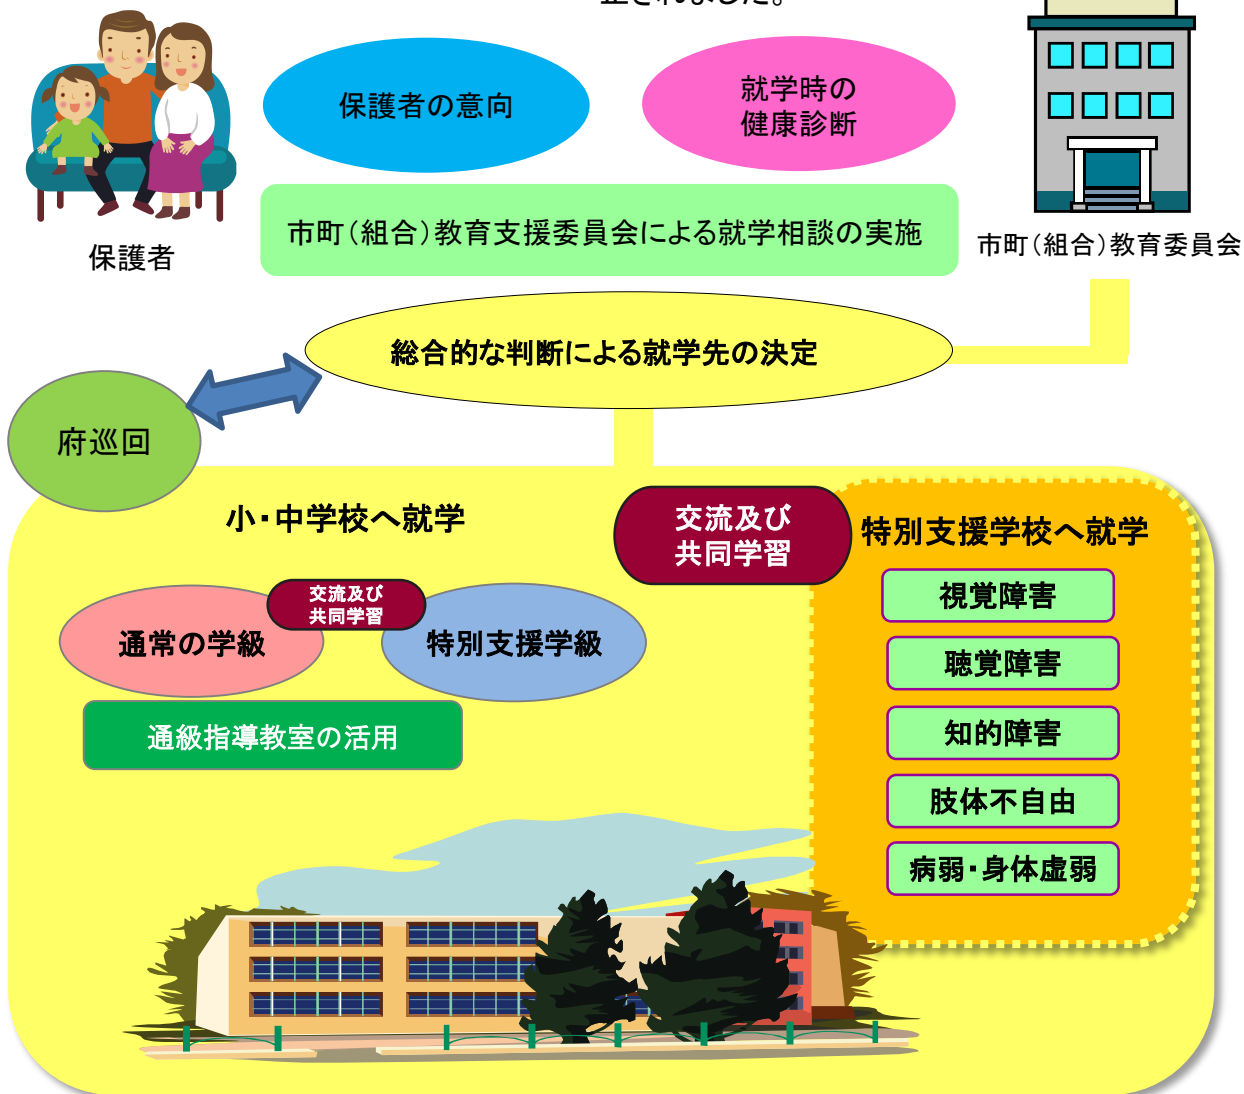 正されました。
保護者の意向
就学時の
健康診断
市町（組合）教育支援委員会による就学相談の実施
保護者
市町（組合）教育委員会
総合的な判断による就学先の決定
府巡回
小・中学校へ就学
交流及び
共同学習
特別支援学校へ就学
交流及び
共同学習
通常の学級
特別支援学級
通級指導教室の活用
視覚障害
聴覚障害
知的障害
肢体不自由
病弱・身体虚弱